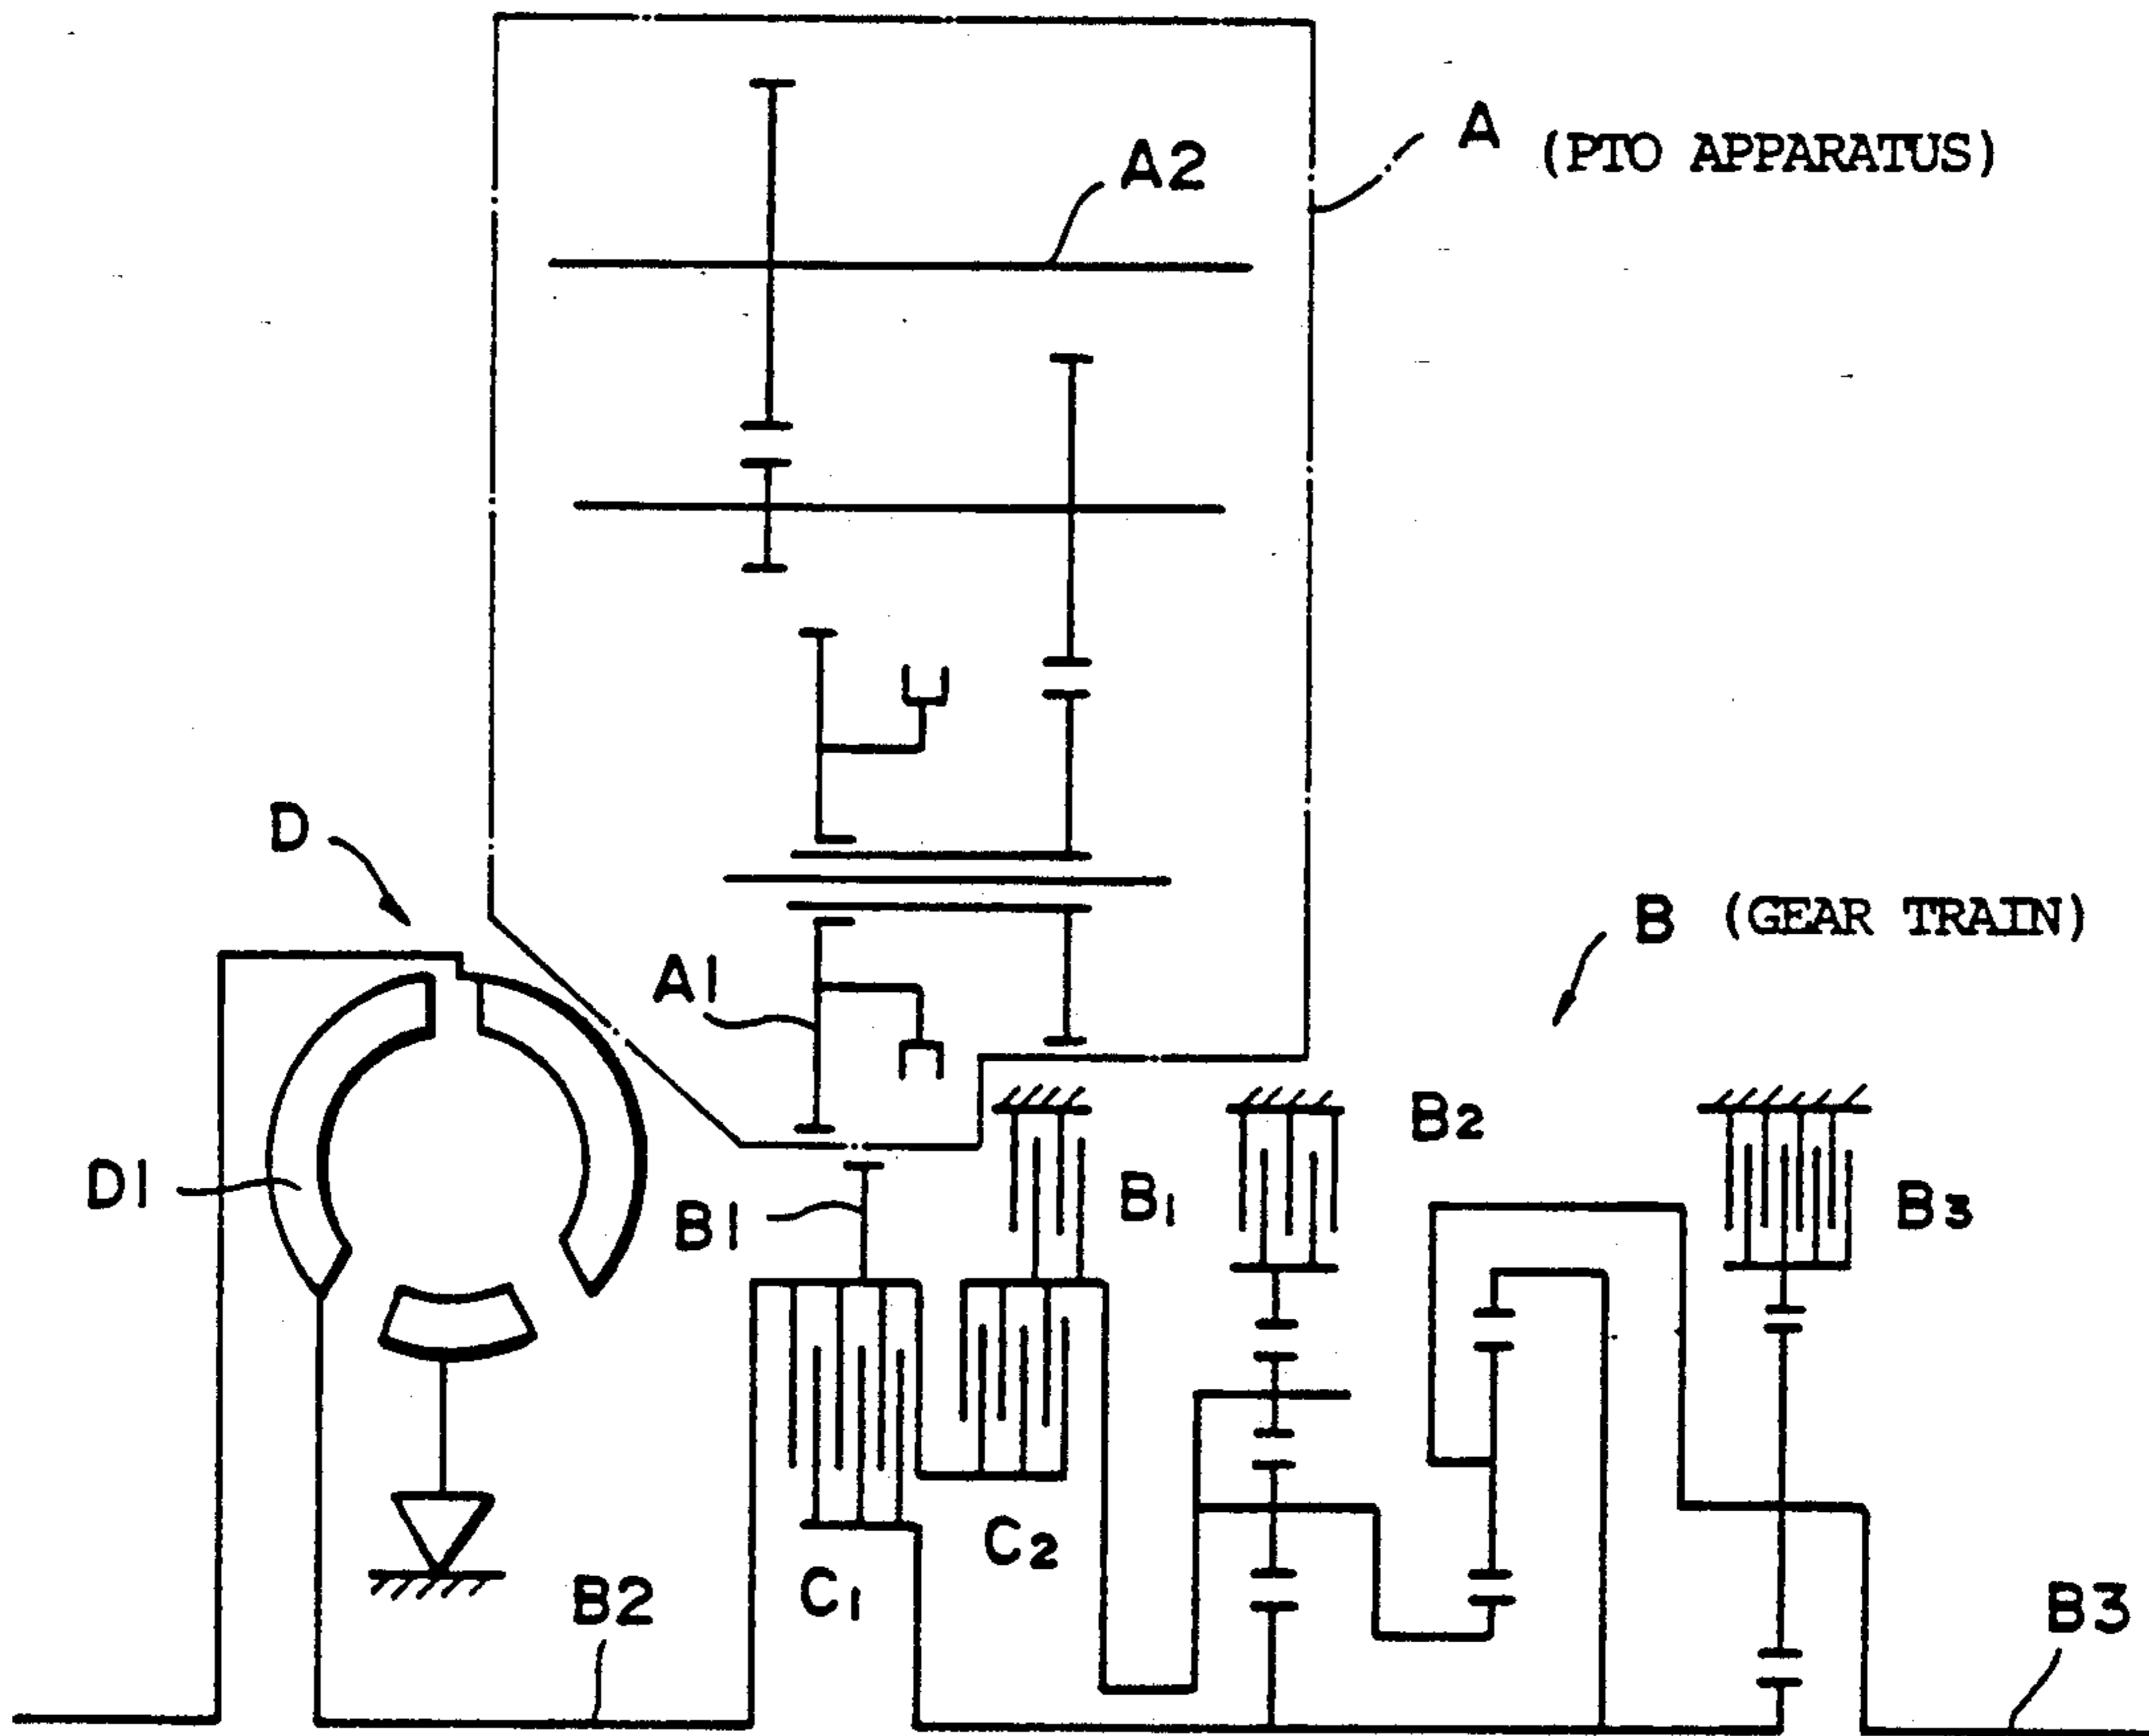 A (PTO APPARATUS)
A2
D
B (GEAR TRAIN)
A1
B2
D1
B1
B1
B3
C2
C1
B2
B3